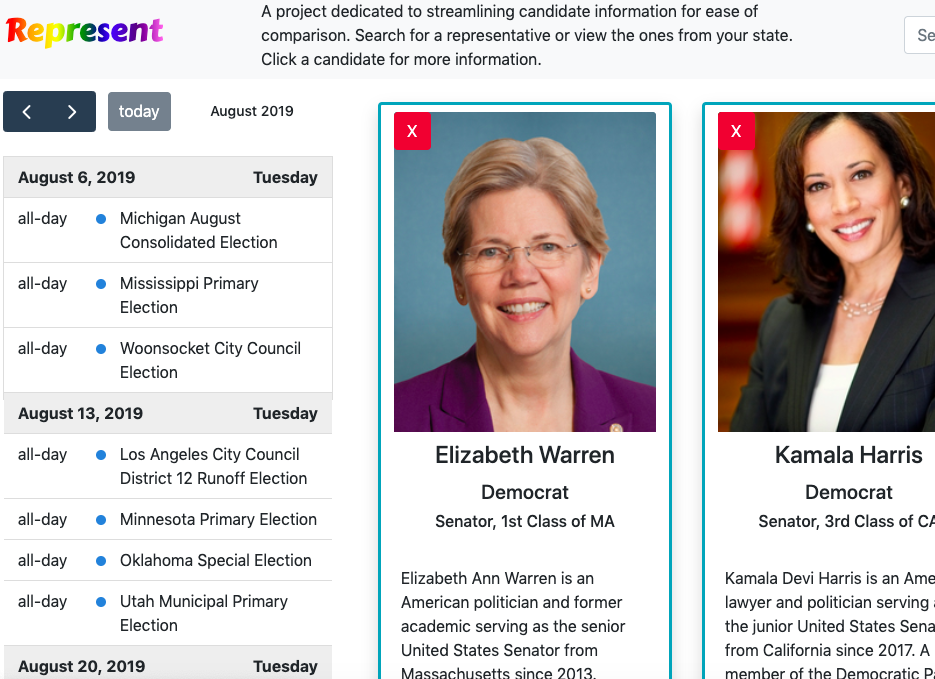 Represent
A project dedicated to streamlining candidate information for ease of
comparison. Search for a representative or view the ones from your state.
Click a candidate for more information.
Se
today
August 2019
August 6, 2019 Tuesday
all-day Michigan August
Consolidated Election
all-day Mississippi Primary
Election
all-day Woonsocket City Council
Election
August 13, 2019 Tuesday
all-day Los Angeles City Council
District 12 Runoff Election
all-day Minnesota Primary Election
all-day Oklahoma Special Election
all-day Utah Municipal Primary
Election
August 20, 2019 Tuesday
X
Elizabeth Warren
Democrat
Senator, 1st Class of MA
Elizabeth Ann Warren is an
American politician and former
academic serving as the senior
United States Senator from
Massachusetts since 2013.
X
Kamala Harris
Democrat
Senator, 3rd Class of CA
Kamala Devi Harris is an Ame
lawyer and politician serving
the junior United States Sena
from California since 2017. A
member of the Democratic Pa